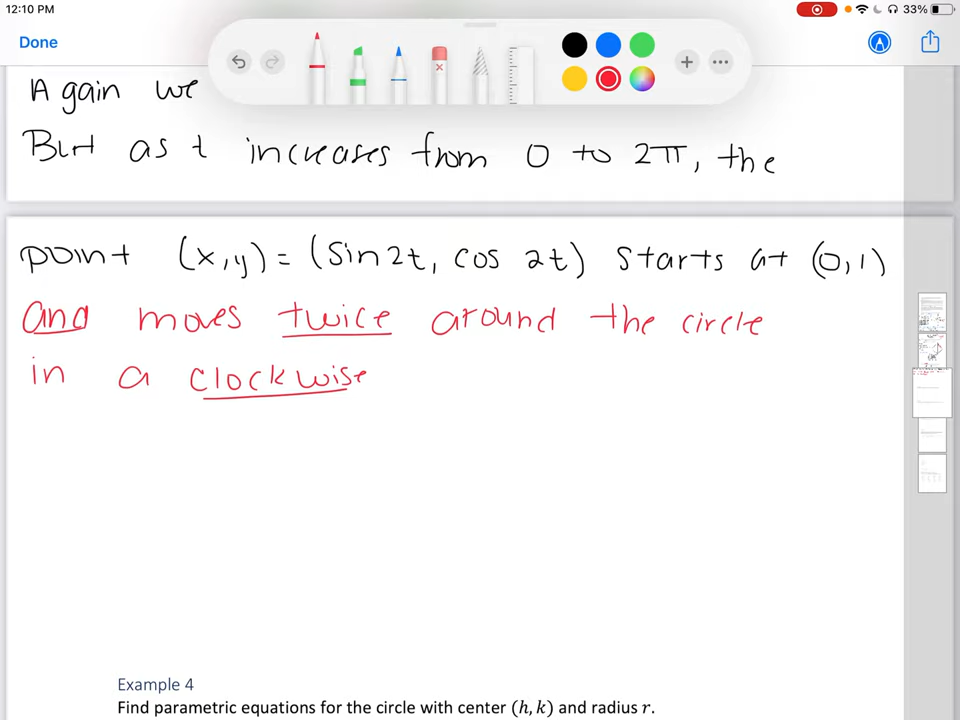 12:10 PM
33%
Done
Again we
But as t increases from 0 to 2π, the
point (x,y) = (sin2t, cos 2t) starts at (0,1)
and moves twice around the circle
in a clockwise
Example 4
Find parametric equations for the circle with center (h, k) and radius r.